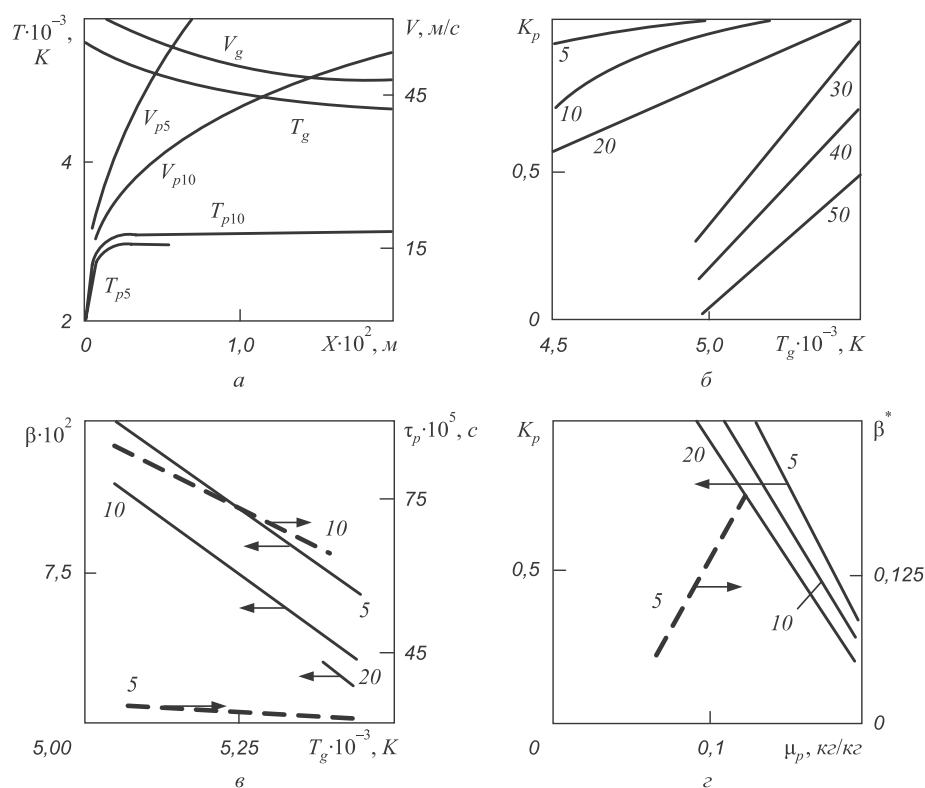 T·10⁻³, K
V, м/с
V_g
45
V_p5
T_g
4
V_p10
T_p10
15
T_p5
2
0
1,0
X·10², м
а
K_p
5
10
20
30
0,5
40
50
0
4,5
5,0
T_g·10⁻³, K
б
β·10²
τ_p·10⁵, с
75
10
10
7,5
5
45
20
5
5,00
5,25
T_g·10⁻³, K
в
K_p
β*
20
5
0,5
0,125
5
10
0
0
0,1
μ_p, кг/кг
г